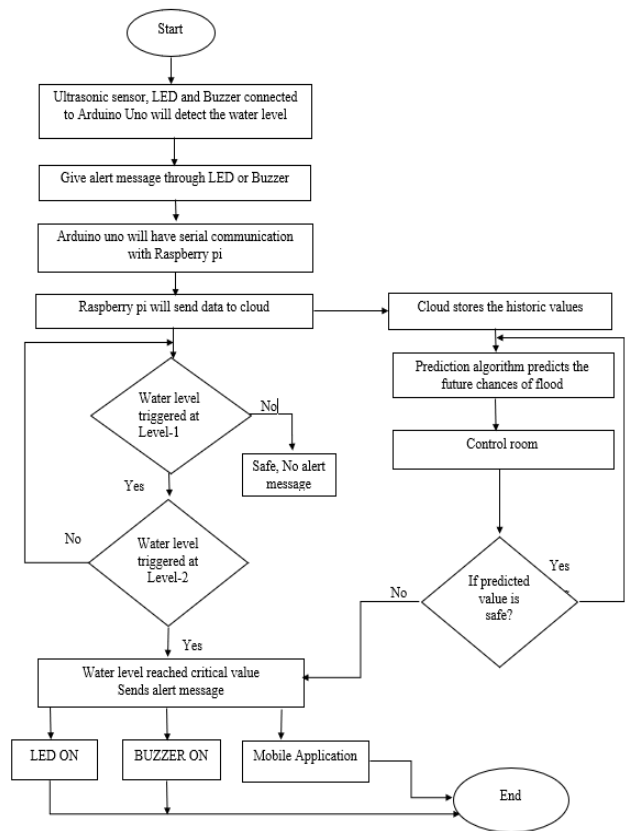 Start
Ultrasonic sensor, LED and Buzzer connected
to Arduino Uno will detect the water level
Give alert message through LED or Buzzer
Arduino uno will have serial communication
with Raspberry pi
Raspberry pi will send data to cloud
Cloud stores the historic values
Prediction algorithm predicts the
future chances of flood
Control room
Water level
triggered at
Level-1
No
Safe, No alert
message
Yes
No
Water level
triggered at
Level-2
Yes
If predicted
value is
safe?
Yes
No
Water level reached critical value
Sends alert message
LED ON
BUZZER ON
Mobile Application
End